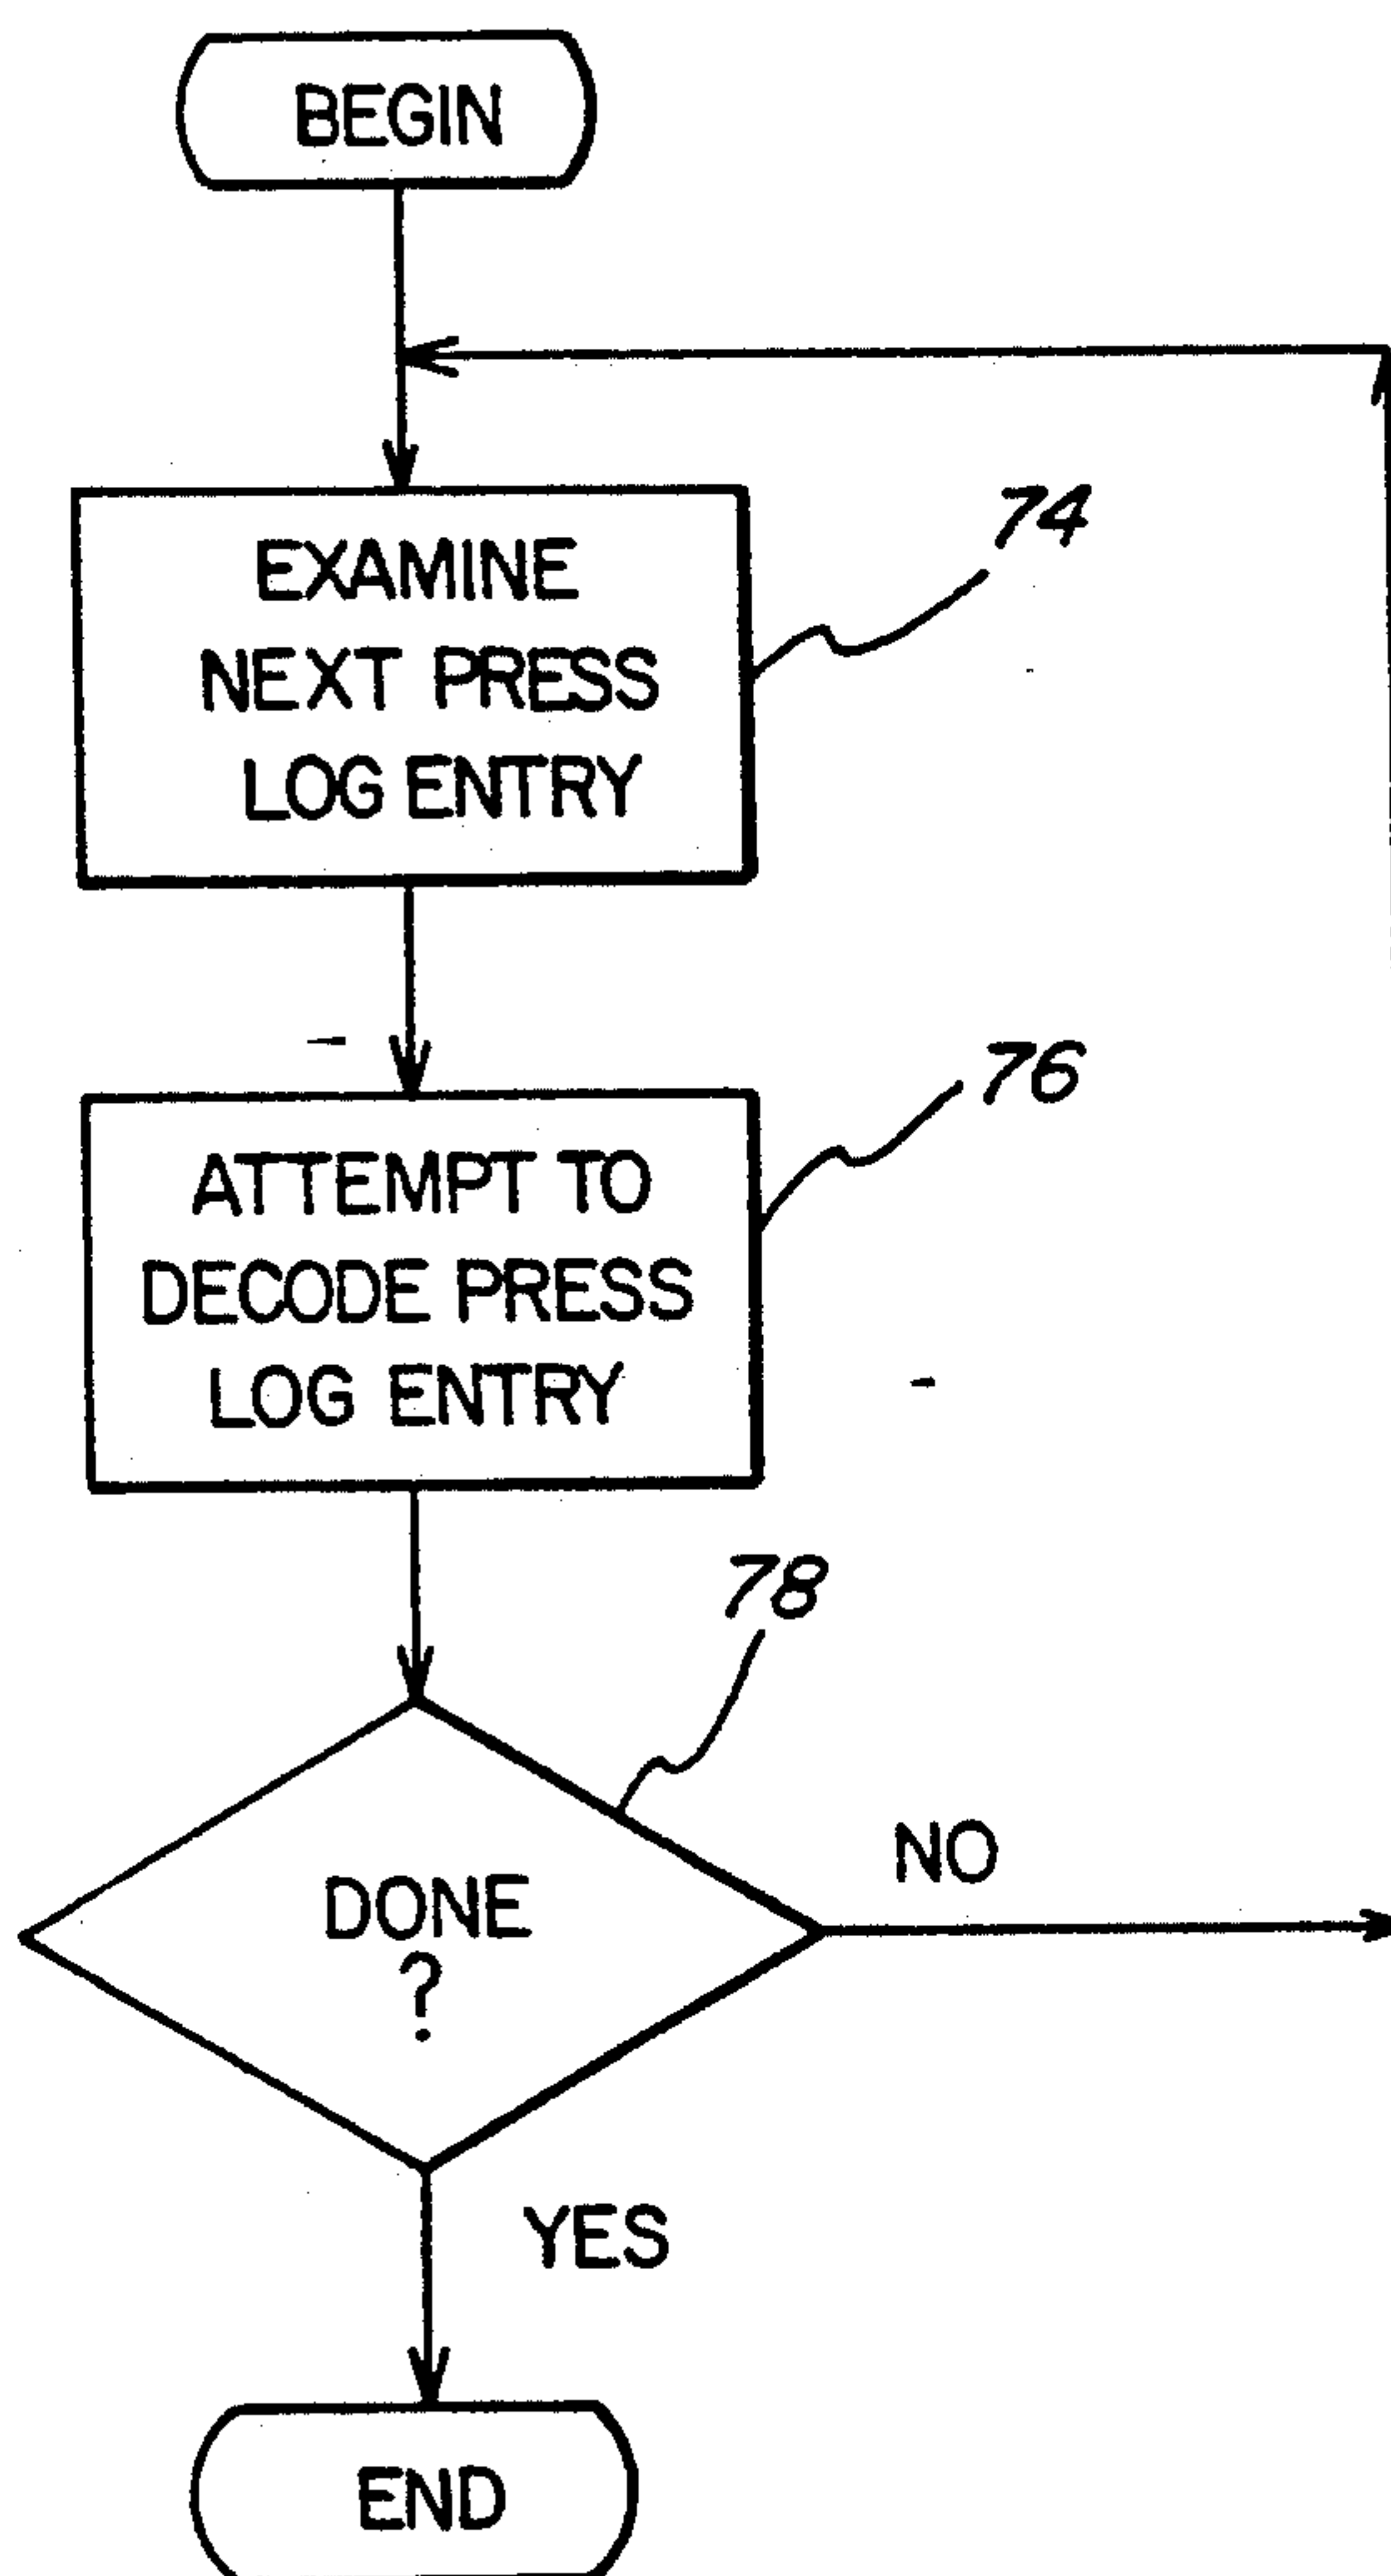 BEGIN
74
EXAMINE
NEXT PRESS
LOG ENTRY
76
ATTEMPT TO
DECODE PRESS
LOG ENTRY
78
DONE
?
NO
YES
END